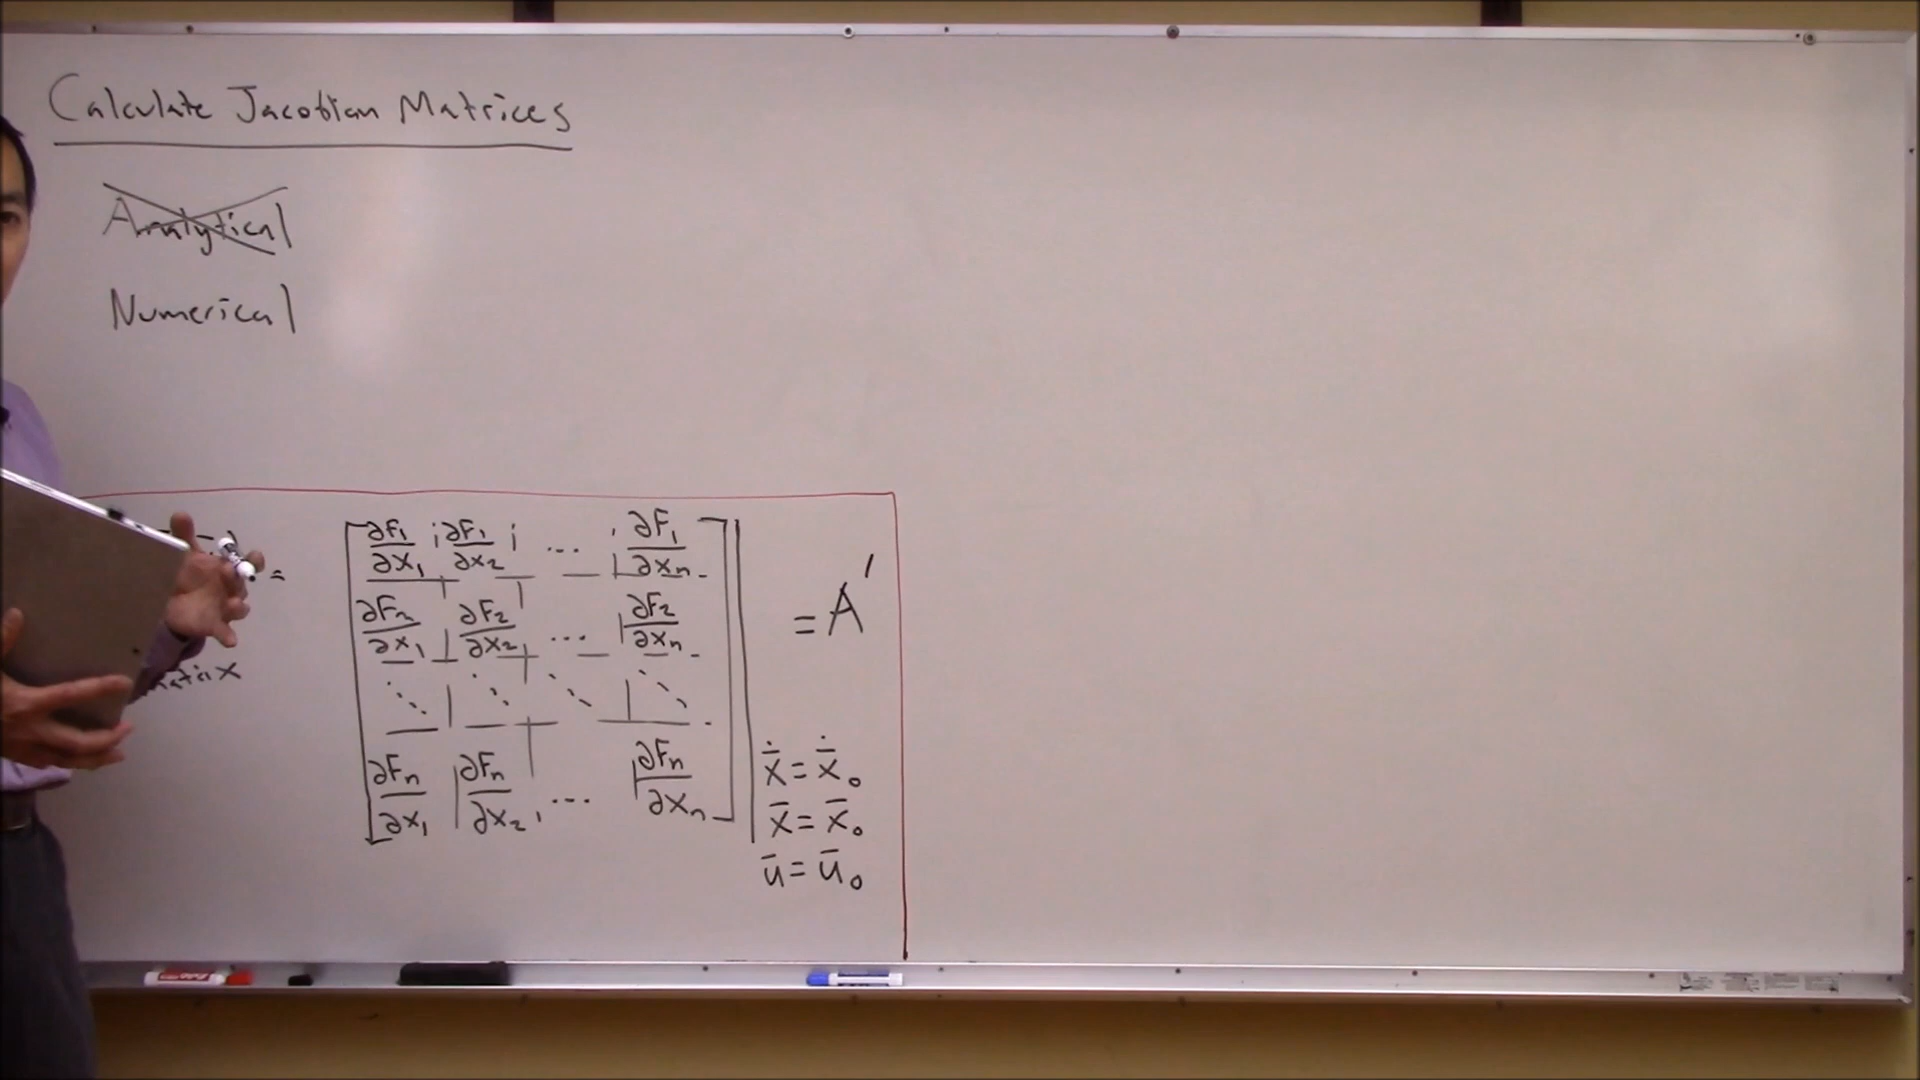 Calculate Jacobian Matrices
Analytical
Numerical
=
∂F₁/∂x₁ ∂F₁/∂x₂ ... ∂F₁/∂xₙ
∂F₂/∂x₁ ∂F₂/∂x₂ ... ∂F₂/∂xₙ
∂Fₙ/∂x₁ ∂Fₙ/∂x₂ ... ∂Fₙ/∂xₙ
= A'
ẋ̄ = ẋ̄₀
x̄ = x̄₀
ū = ū₀